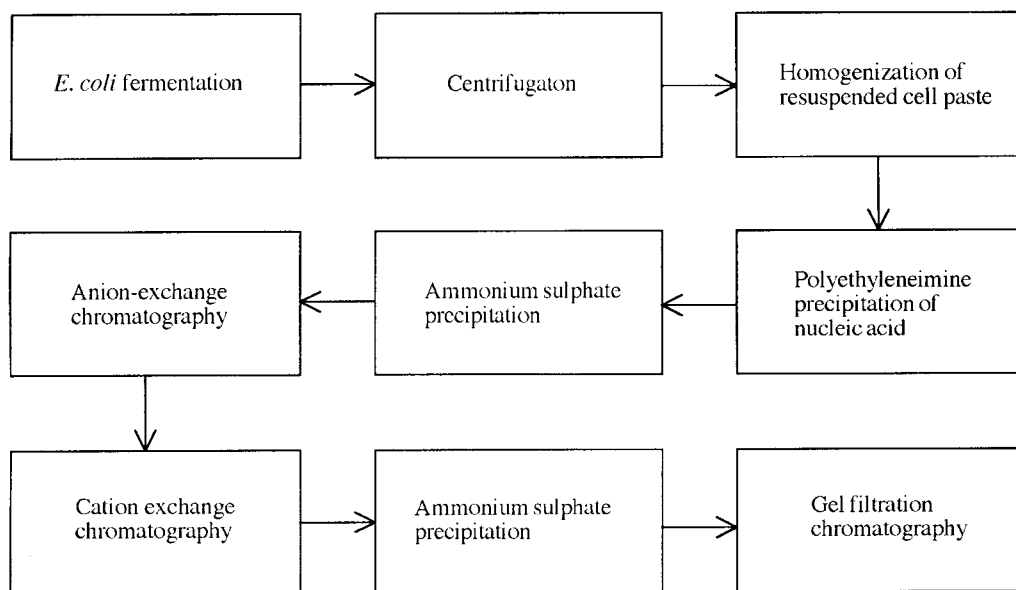 E. coli fermentation
Centrifugaton
Homogenization of
resuspended cell paste
Polyethyleneimine
precipitation of
nucleic acid
Ammonium sulphate
precipitation
Anion-exchange
chromatography
Cation exchange
chromatography
Ammonium sulphate
precipitation
Gel filtration
chromatography